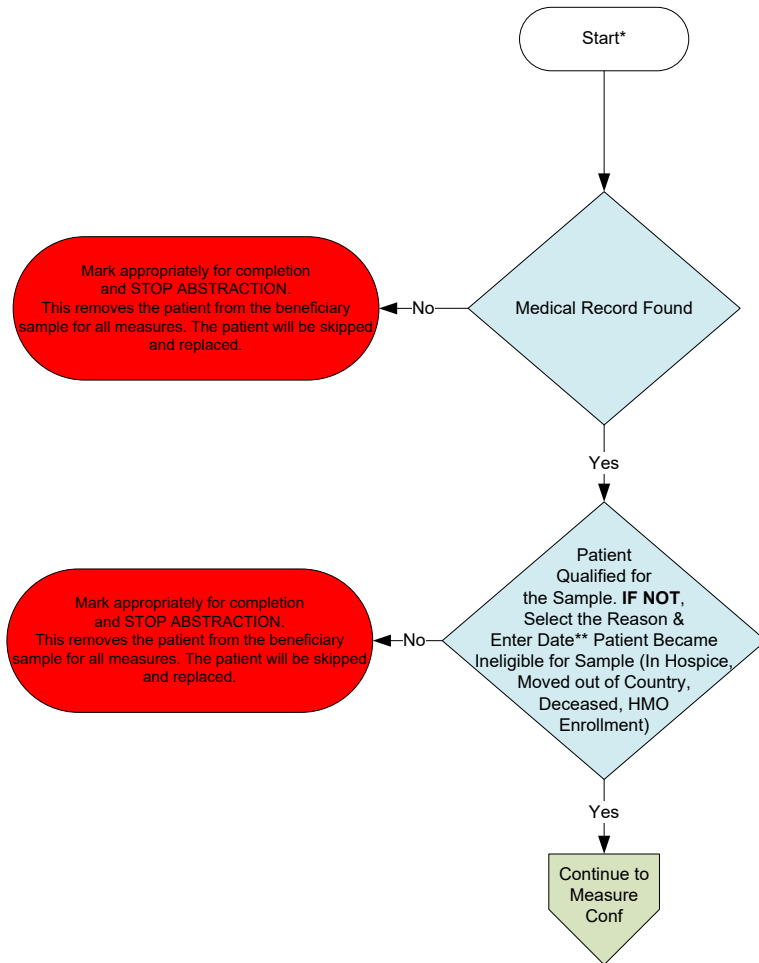 Start*
Mark appropriately for completion
and STOP ABSTRACTION.
This removes the patient from the beneficiary
sample for all measures. The patient will be skipped
and replaced.
No
Medical Record Found
Yes
Mark appropriately for completion
and STOP ABSTRACTION.
This removes the patient from the beneficiary
sample for all measures. The patient will be skipped
and replaced.
No
Patient
Qualified for
the Sample. IF NOT,
Select the Reason &
Enter Date** Patient Became
Ineligible for Sample (In Hospice,
Moved out of Country,
Deceased, HMO
Enrollment)
Yes
Continue to
Measure
Conf